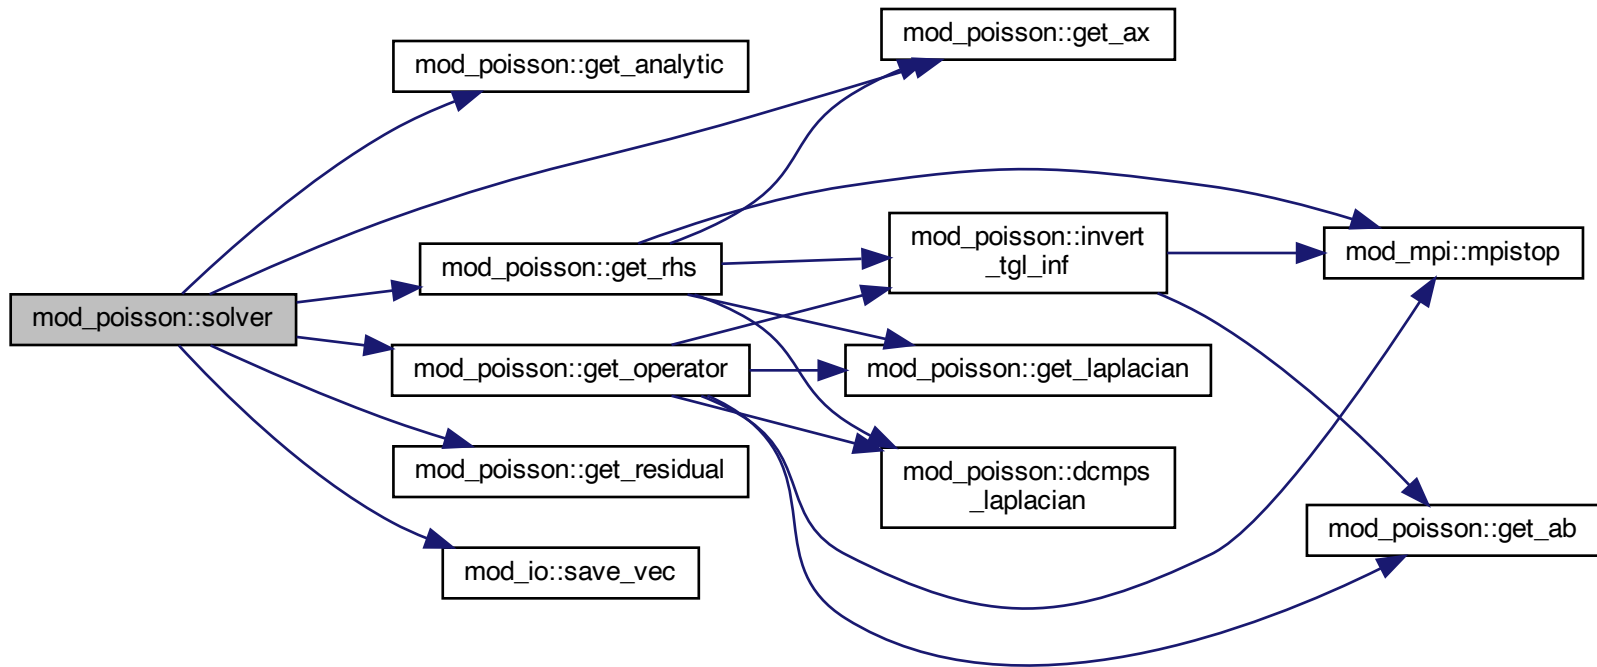 mod_poisson::get_ax
mod_poisson::get_analytic
mod_poisson::invert
_tgl_inf
mod_mpi::mpistop
mod_poisson::get_rhs
mod_poisson::solver
mod_poisson::get_operator
mod_poisson::get_laplacian
mod_poisson::get_residual
mod_poisson::dcmps
_laplacian
mod_poisson::get_ab
mod_io::save_vec